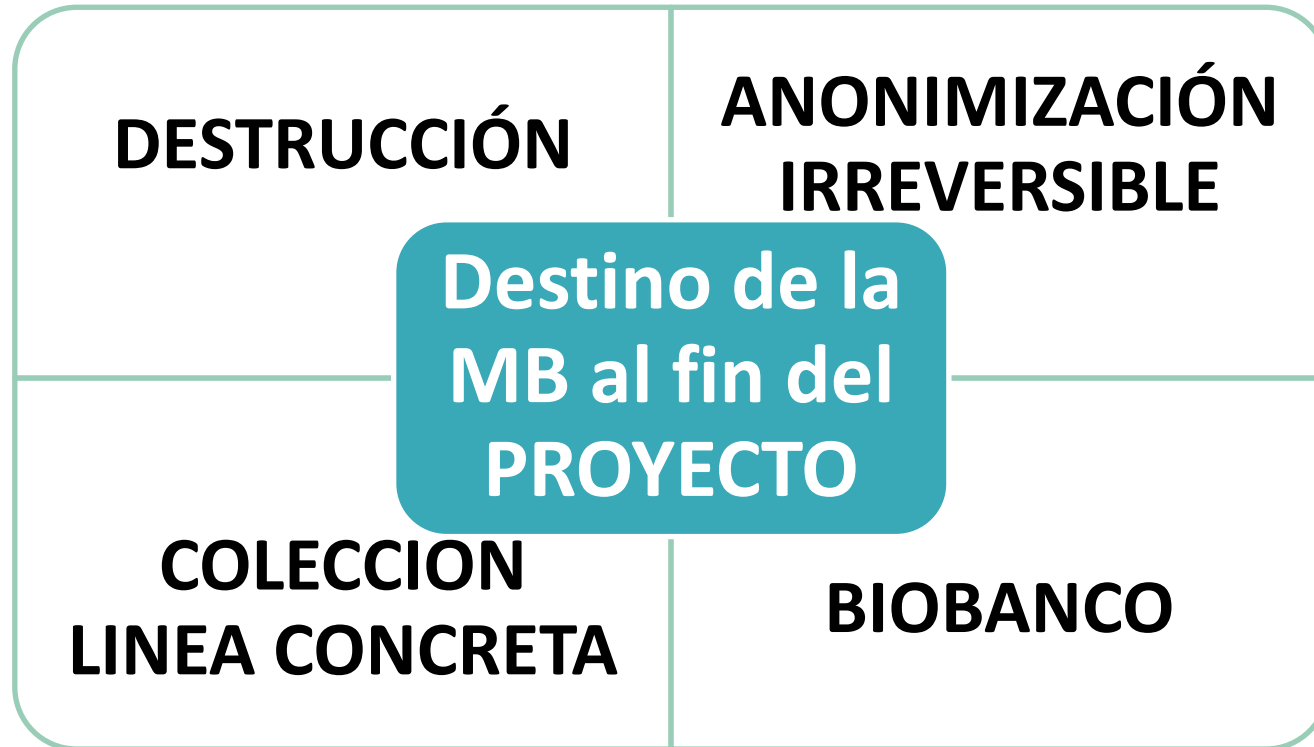 DESTRUCCIÓN
ANONIMIZACIÓN
IRREVERSIBLE
Destino de la
MB al fin del
PROYECTO
COLECCION
LINEA CONCRETA
BIOBANCO